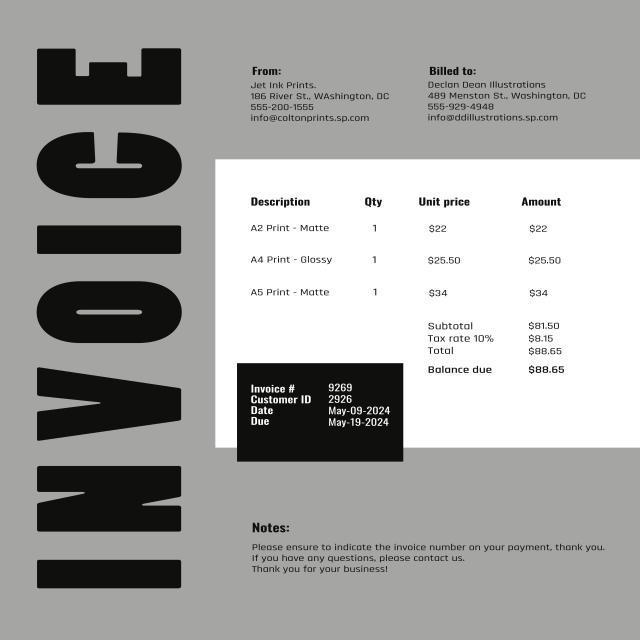 INVOICE
From:
Jet Ink Prints.
186 River St., WAshington, DC
555-200-1555
info@coltonprints.sp.com
Billed to:
Declan Dean Illustrations
489 Menston St., Washington, DC
555-929-4948
info@ddillustrations.sp.com
Description Qty Unit price Amount
A2 Print - Matte 1 $22 $22
A4 Print - Glossy 1 $25.50 $25.50
A5 Print - Matte 1 $34 $34
Subtotal $81.50
Tax rate 10% $8.15
Total $88.65
Balance due $88.65
Invoice # 9269
Customer ID 2926
Date May-09-2024
Due May-19-2024
Notes:
Please ensure to indicate the invoice number on your payment, thank you.
If you have any questions, please contact us.
Thank you for your business!